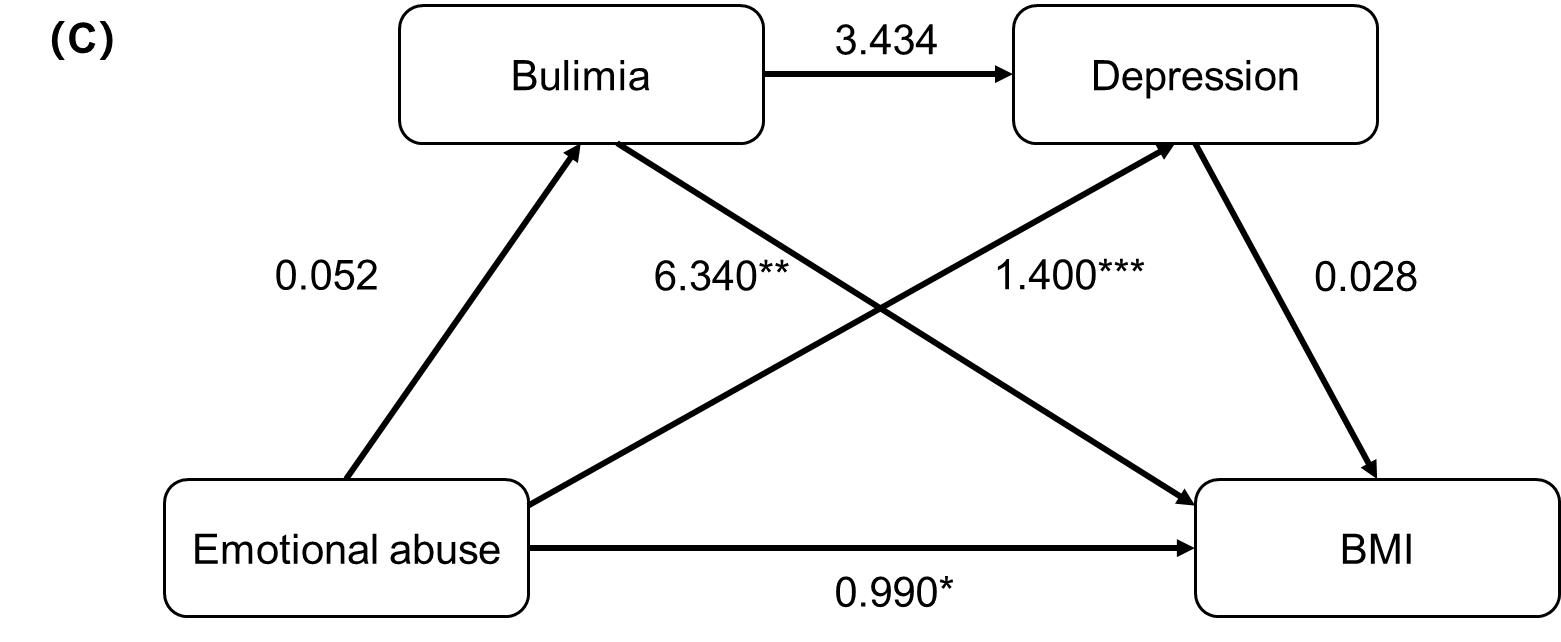 (C)
3.434
Bulimia
Depression
0.052
6.340**
1.400***
0.028
Emotional abuse
BMI
0.990*